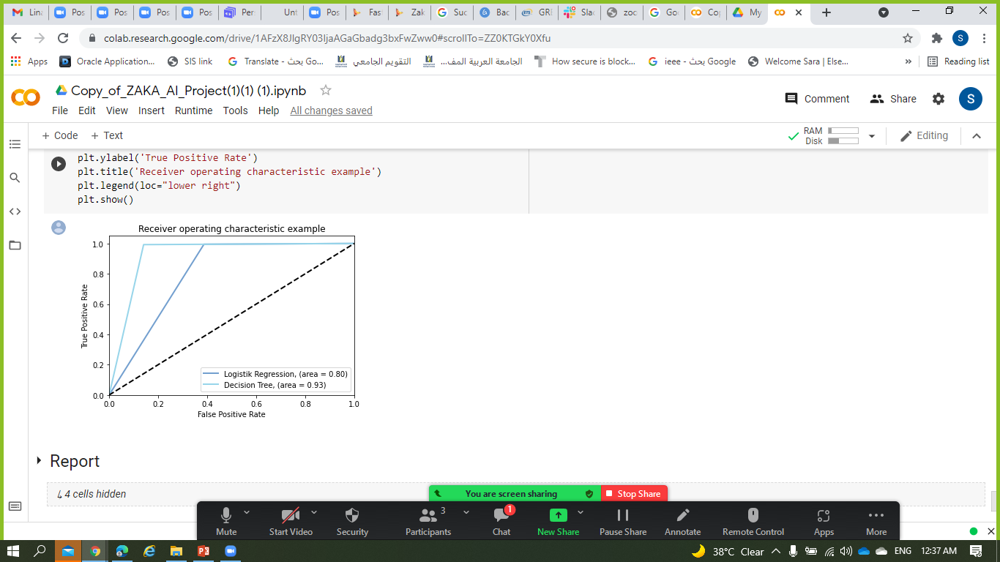 Lina
Pos
Pos
Pos
Pos
Per
Unt
Pos
Fas
Zak
Suc
Bac
GRE
Slac
zoo
Goo
Co
My
colab.research.google.com/drive/1AFzX8JlgRY03IjaAGaGbadg3bxFwZww0#scrollTo=ZZ0KTGkY0Xfu
S
Apps
Oracle Application...
SIS link
Translate - بحث Go...
التقويم الجامعي
الجامعة العربية المف...
How secure is block...
ieee - بحث Google
Welcome Sara | Else...
»
Reading list
Copy_of_ZAKA_AI_Project(1)(1) (1).ipynb
Comment
Share
S
File Edit View Insert Runtime Tools Help All changes saved
+ Code + Text
RAM
Disk
Editing
plt.ylabel('True Positive Rate')
plt.title('Receiver operating characteristic example')
plt.legend(loc="lower right")
plt.show()
Receiver operating characteristic example
True Positive Rate
1.0
0.8
0.6
0.4
0.2
0.0
Logistik Regression, (area = 0.80)
Decision Tree, (area = 0.93)
0.0 0.2 0.4 0.6 0.8 1.0
False Positive Rate
Report
4 cells hidden
You are screen sharing
Stop Share
3
1
Mute
Start Video
Security
Participants
Chat
New Share
Pause Share
Annotate
Remote Control
Apps
More
38°C Clear
ENG
12:37 AM